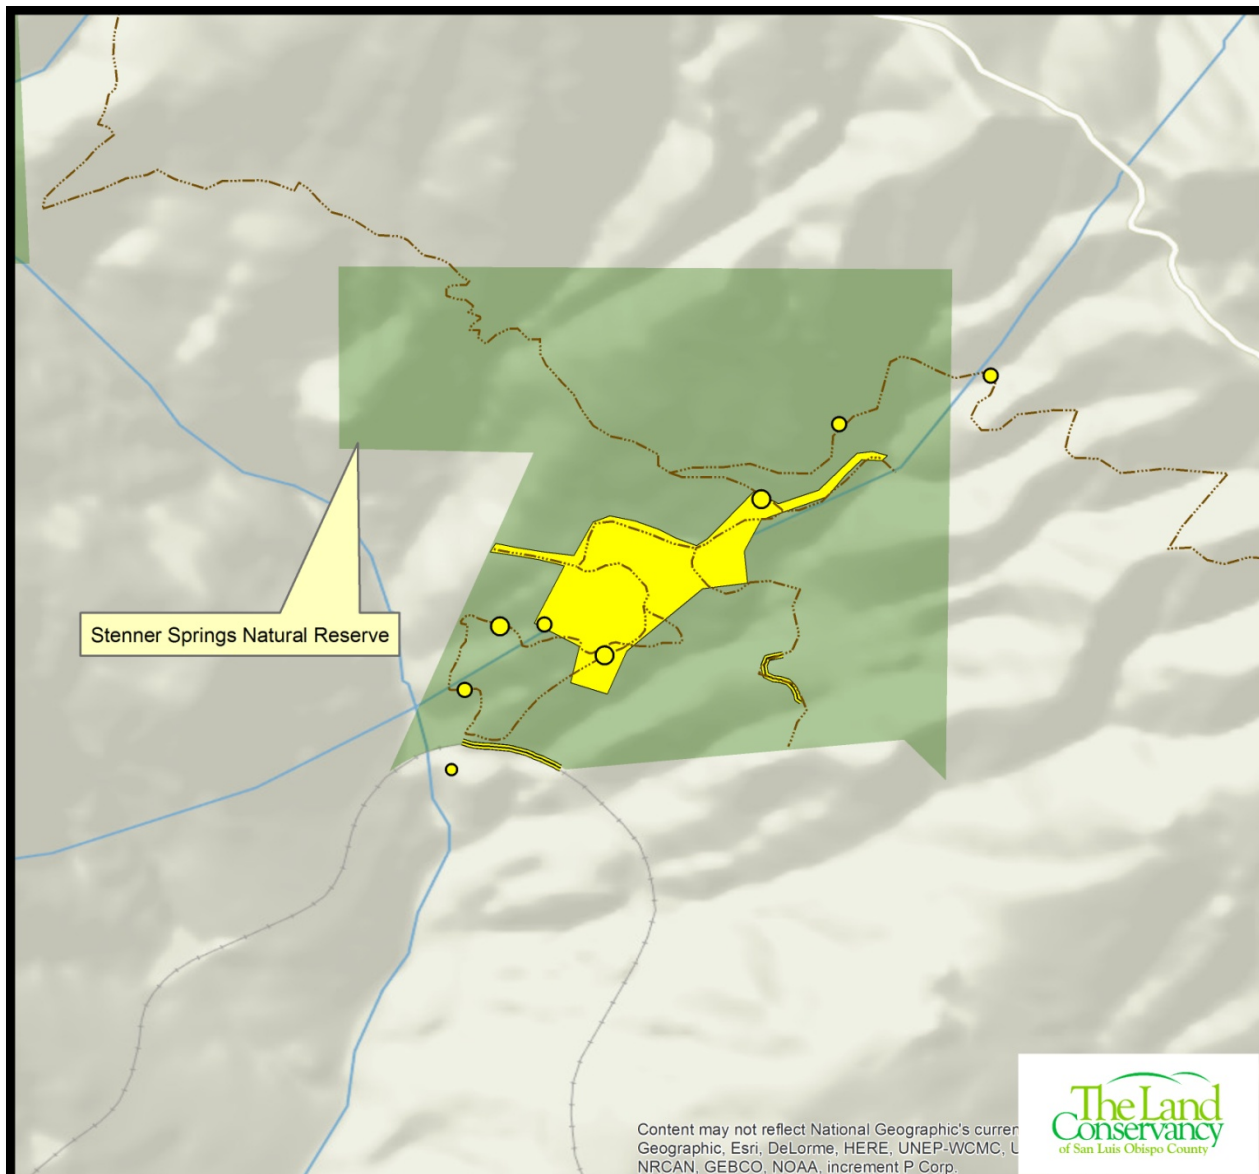 Stenner Springs Natural Reserve
Content may not reflect National Geographic's
Geographic, Esri, DeLorme, HERE, UNEP-WCMC,
NRCAN, GEBCO, NOAA, increment P Corp.
The Land
Conservancy
of San Luis Obispo County